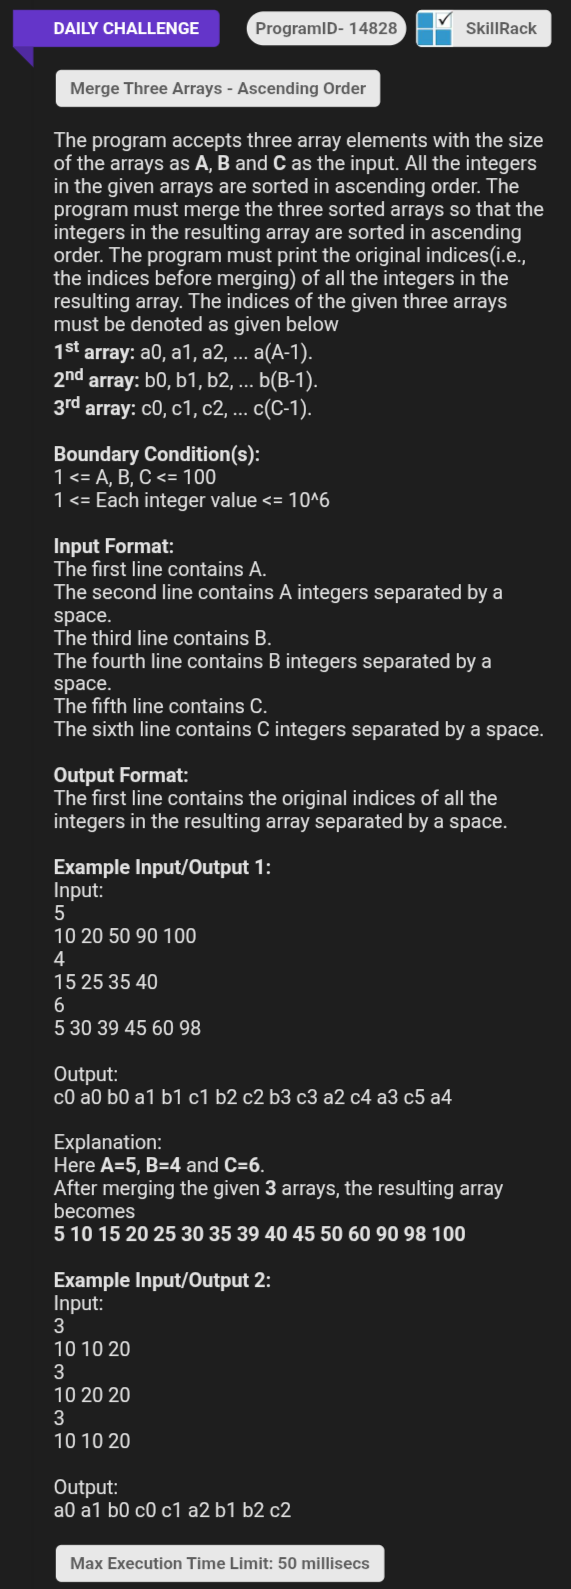 DAILY CHALLENGE
ProgramID- 14828
SkillRack
Merge Three Arrays - Ascending Order
The program accepts three array elements with the size
of the arrays as A, B and C as the input. All the integers
in the given arrays are sorted in ascending order. The
program must merge the three sorted arrays so that the
integers in the resulting array are sorted in ascending
order. The program must print the original indices(i.e.,
the indices before merging) of all the integers in the
resulting array. The indices of the given three arrays
must be denoted as given below
1st array: a0, a1, a2, ... a(A-1).
2nd array: b0, b1, b2, ... b(B-1).
3rd array: c0, c1, c2, ... c(C-1).
Boundary Condition(s):
1 <= A, B, C <= 100
1 <= Each integer value <= 10^6
Input Format:
The first line contains A.
The second line contains A integers separated by a
space.
The third line contains B.
The fourth line contains B integers separated by a
space.
The fifth line contains C.
The sixth line contains C integers separated by a space.
Output Format:
The first line contains the original indices of all the
integers in the resulting array separated by a space.
Example Input/Output 1:
Input:
5
10 20 50 90 100
4
15 25 35 40
6
5 30 39 45 60 98
Output:
c0 a0 b0 a1 b1 c1 b2 c2 b3 c3 a2 c4 a3 c5 a4
Explanation:
Here A=5, B=4 and C=6.
After merging the given 3 arrays, the resulting array
becomes
5 10 15 20 25 30 35 39 40 45 50 60 90 98 100
Example Input/Output 2:
Input:
3
10 10 20
3
10 20 20
3
10 10 20
Output:
a0 a1 b0 c0 c1 a2 b1 b2 c2
Max Execution Time Limit: 50 millisecs